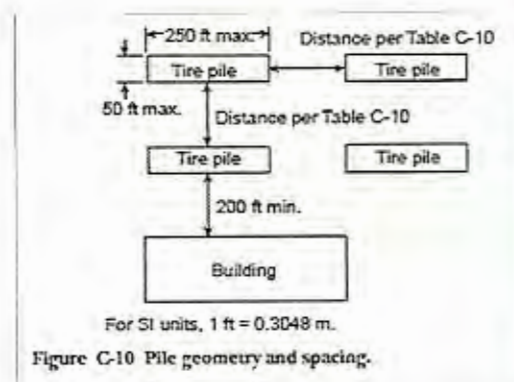 250 ft max.
Distance per Table C-10
Tire pile
Tire pile
50 ft max.
Distance per Table C-10
Tire pile
Tire pile
200 ft min.
Building
For SI units, 1 ft = 0.3048 m.
Figure C-10 Pile geometry and spacing.